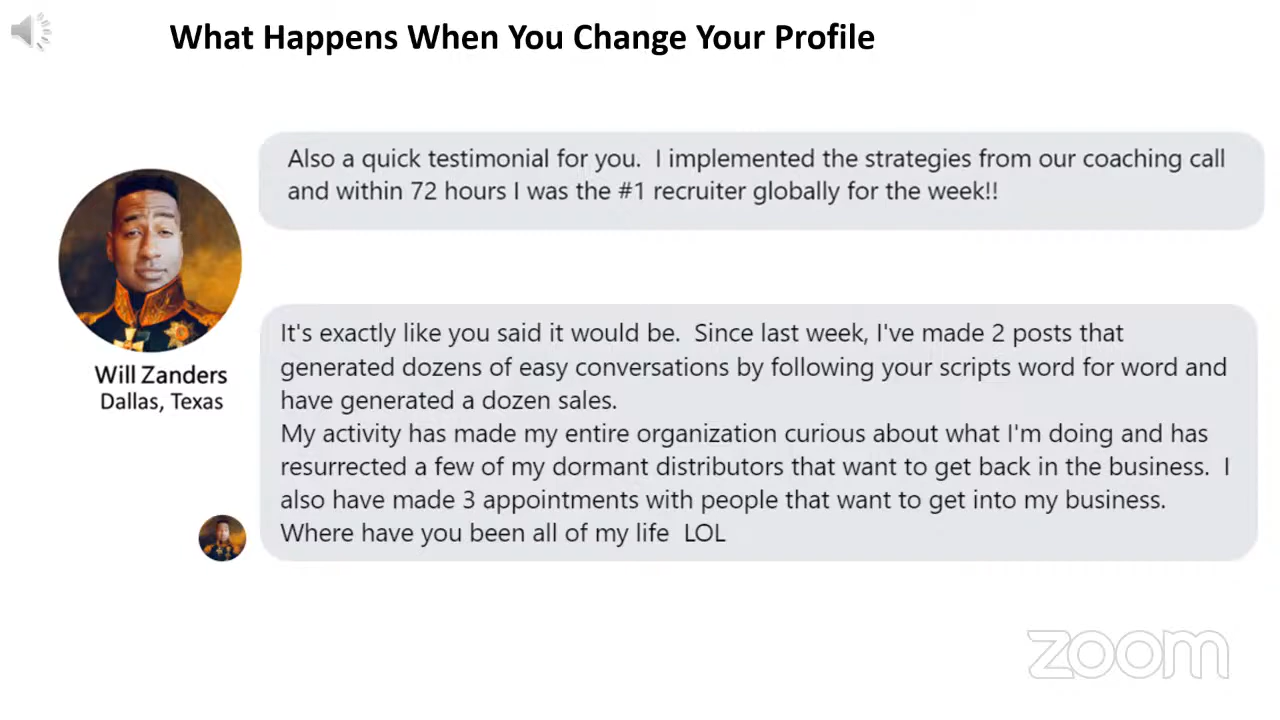 What Happens When You Change Your Profile
Also a quick testimonial for you.  I implemented the strategies from our coaching call
and within 72 hours I was the #1 recruiter globally for the week!!
Will Zanders
Dallas, Texas
It's exactly like you said it would be.  Since last week, I've made 2 posts that
generated dozens of easy conversations by following your scripts word for word and
have generated a dozen sales.
My activity has made my entire organization curious about what I'm doing and has
resurrected a few of my dormant distributors that want to get back in the business.  I
also have made 3 appointments with people that want to get into my business.
Where have you been all of my life  LOL
zoom